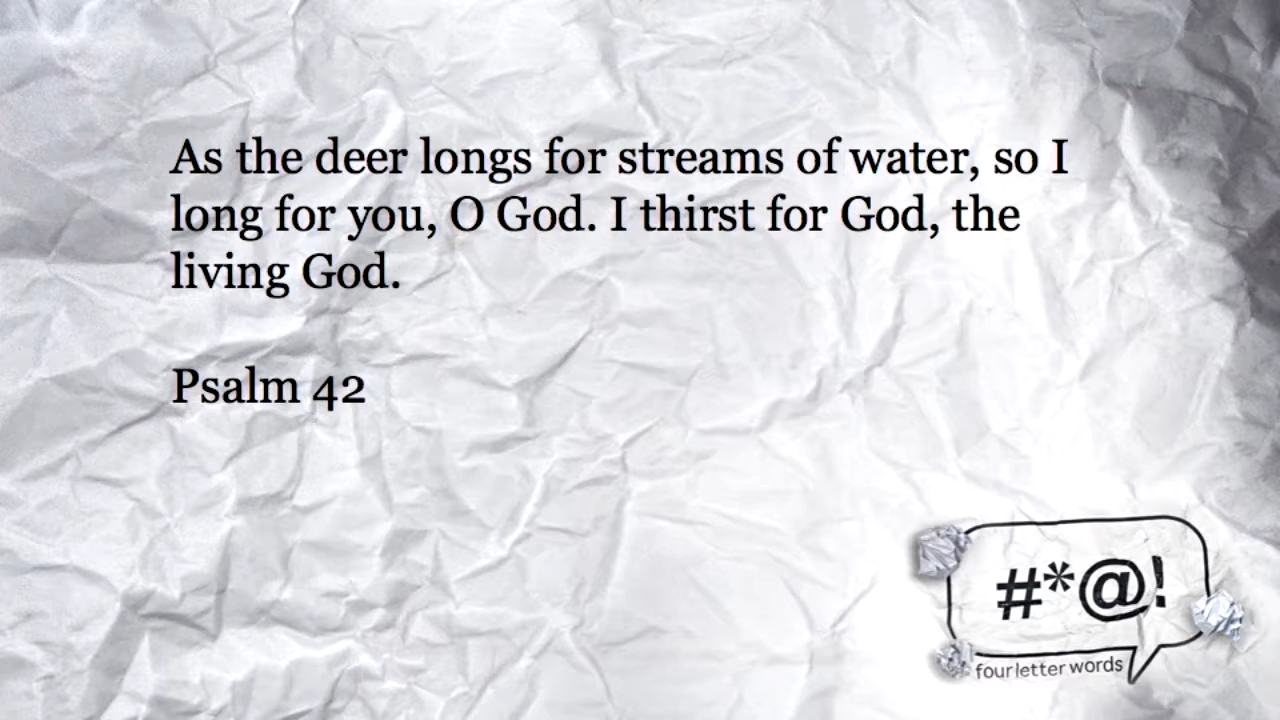 As the deer longs for streams of water, so I
long for you, O God. I thirst for God, the
living God.
Psalm 42
#*@!
four letter words